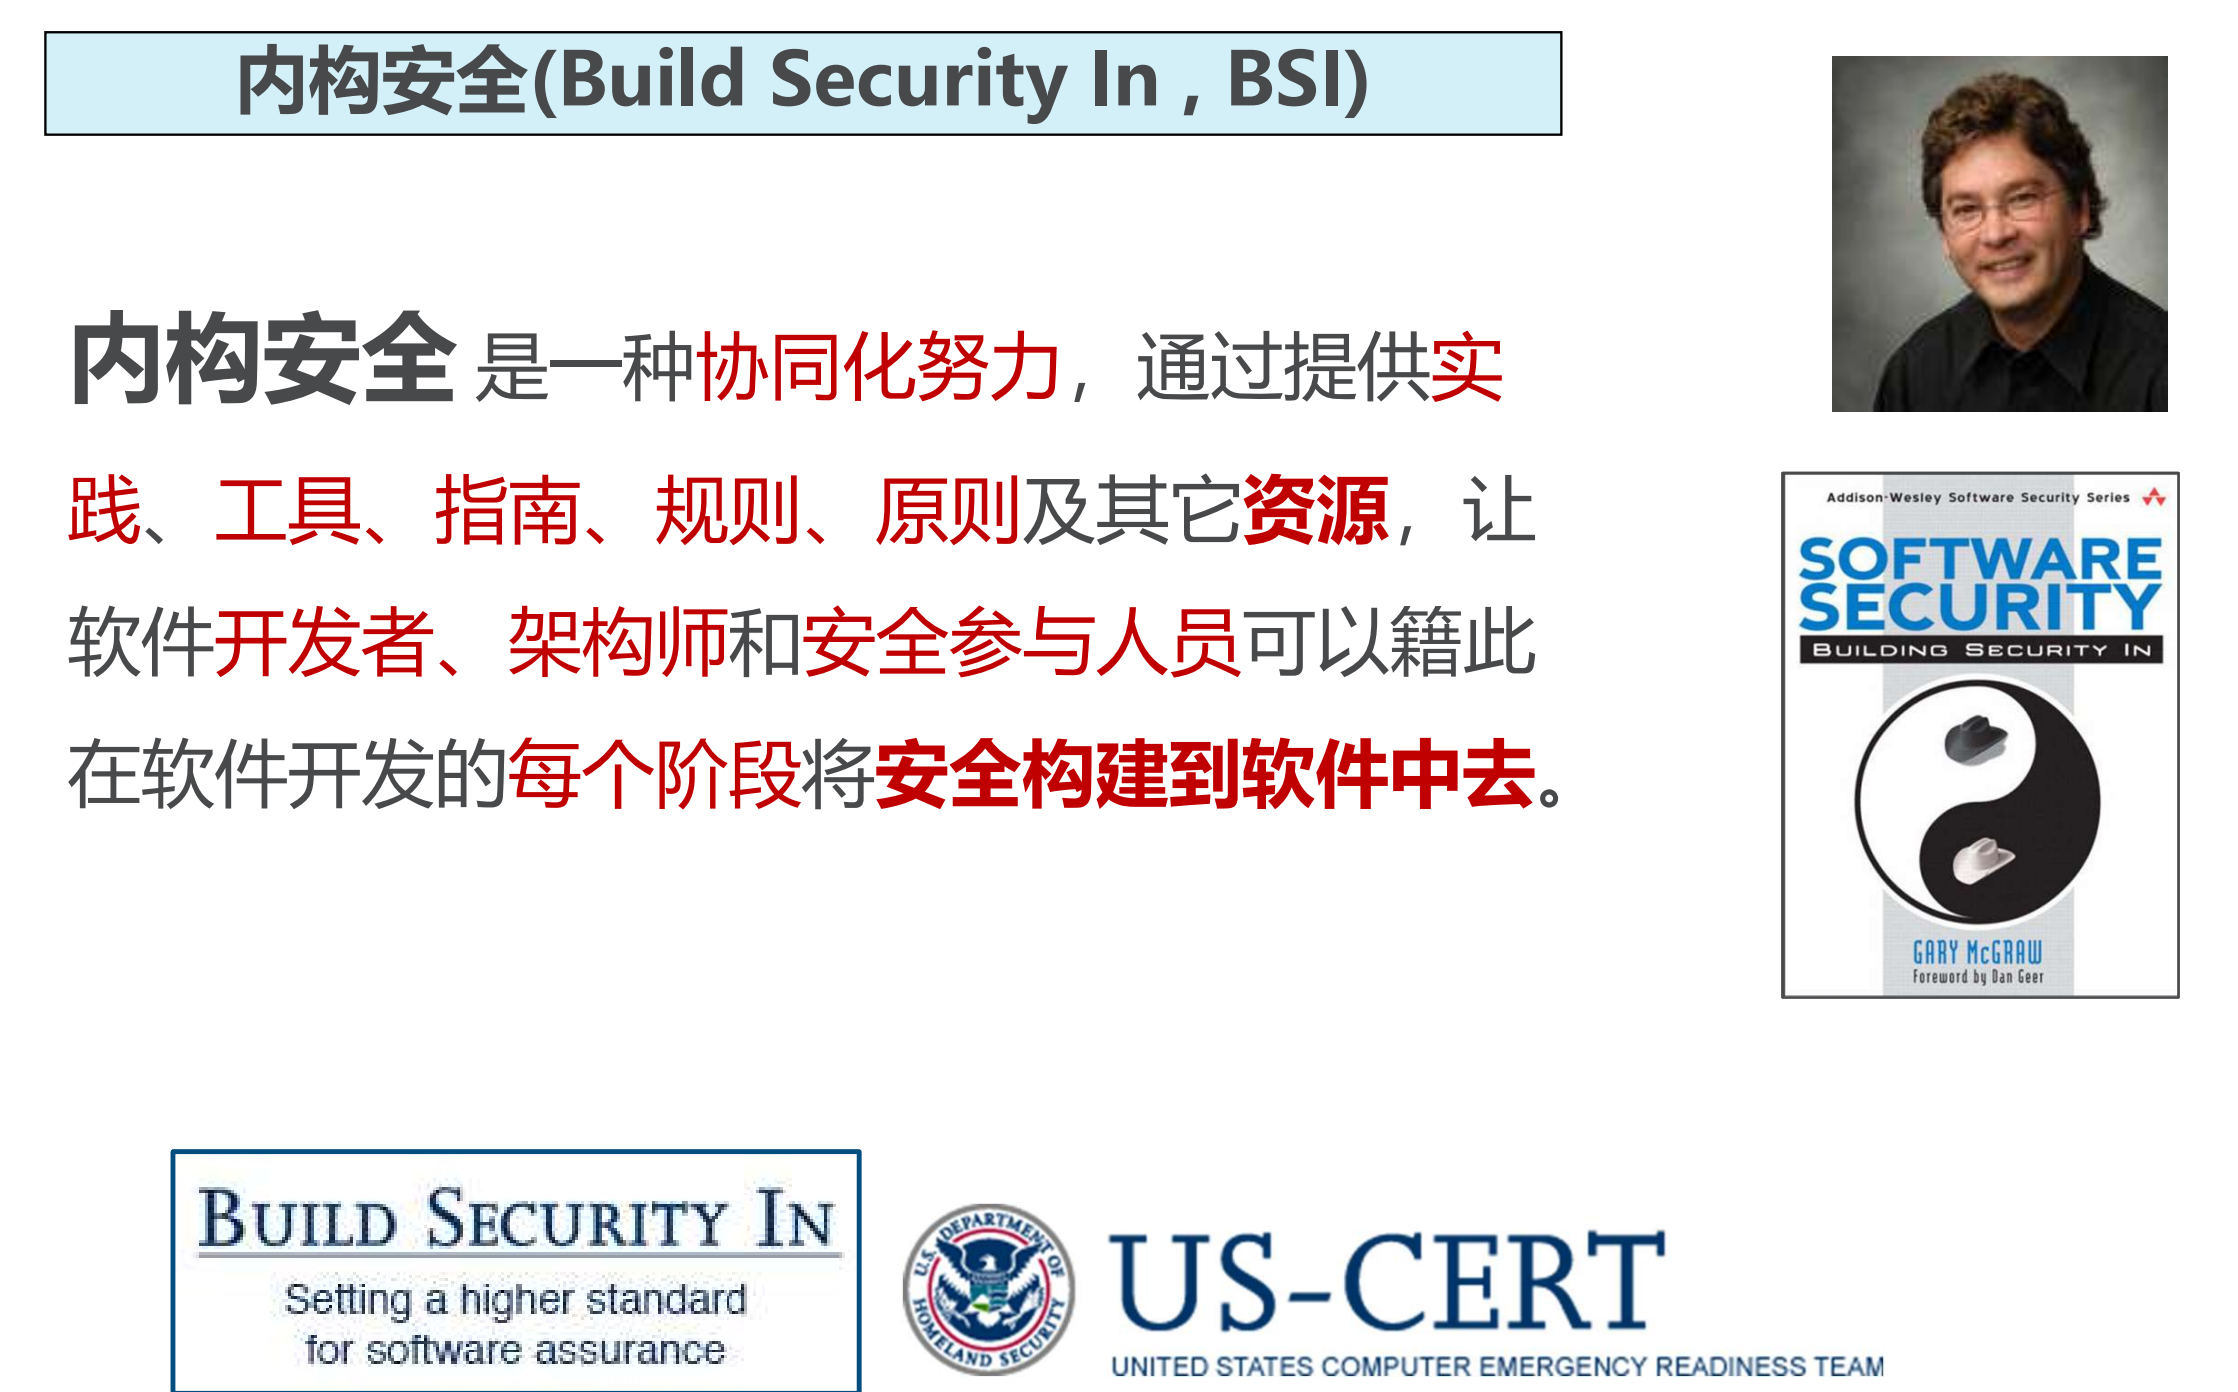 内构安全(Build Security In , BSI)
内构安全 是一种协同化努力，通过提供实
践、工具、指南、规则、原则及其它资源，让
软件开发者、架构师和安全参与人员可以籍此
在软件开发的每个阶段将安全构建到软件中去。
Addison-Wesley Software Security Series
SOFTWARE
SECURITY
BUILDING SECURITY IN
GARY McGRAW
Foreword by Dan Geer
BUILD SECURITY IN
Setting a higher standard
for software assurance
U.S. DEPARTMENT OF
HOMELAND SECURITY
US-CERT
UNITED STATES COMPUTER EMERGENCY READINESS TEAM